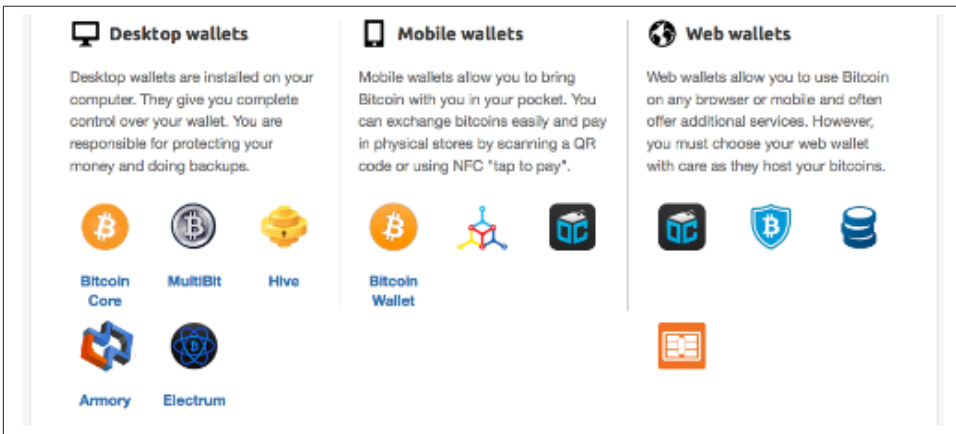 Desktop wallets
Desktop wallets are installed on your
computer. They give you complete
control over your wallet. You are
responsible for protecting your
money and doing backups.
Bitcoin
Core
MultiBit
Hive
Armory
Electrum
Mobile wallets
Mobile wallets allow you to bring
Bitcoin with you in your pocket. You
can exchange bitcoins easily and pay
in physical stores by scanning a QR
code or using NFC "tap to pay".
Bitcoin
Wallet
Web wallets
Web wallets allow you to use Bitcoin
on any browser or mobile and often
offer additional services. However,
you must choose your web wallet
with care as they host your bitcoins.